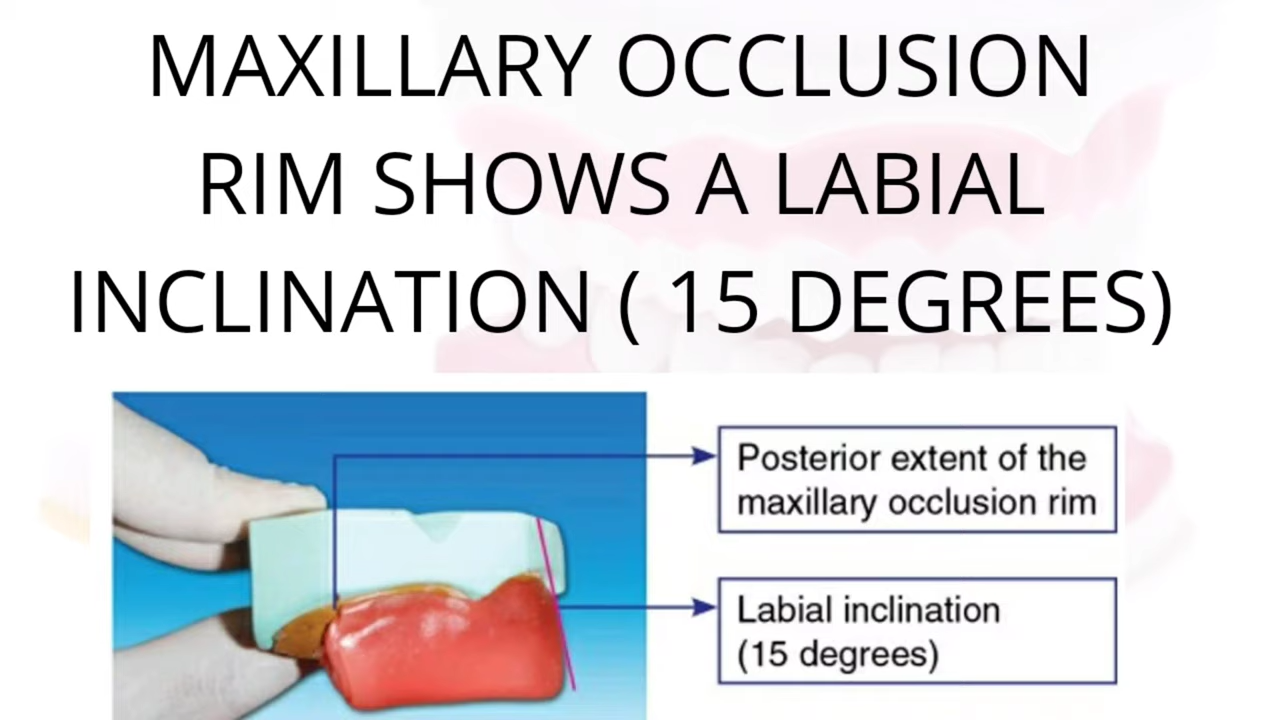 MAXILLARY OCCLUSION
RIM SHOWS A LABIAL
INCLINATION ( 15 DEGREES)
Posterior extent of the
maxillary occlusion rim
Labial inclination
(15 degrees)